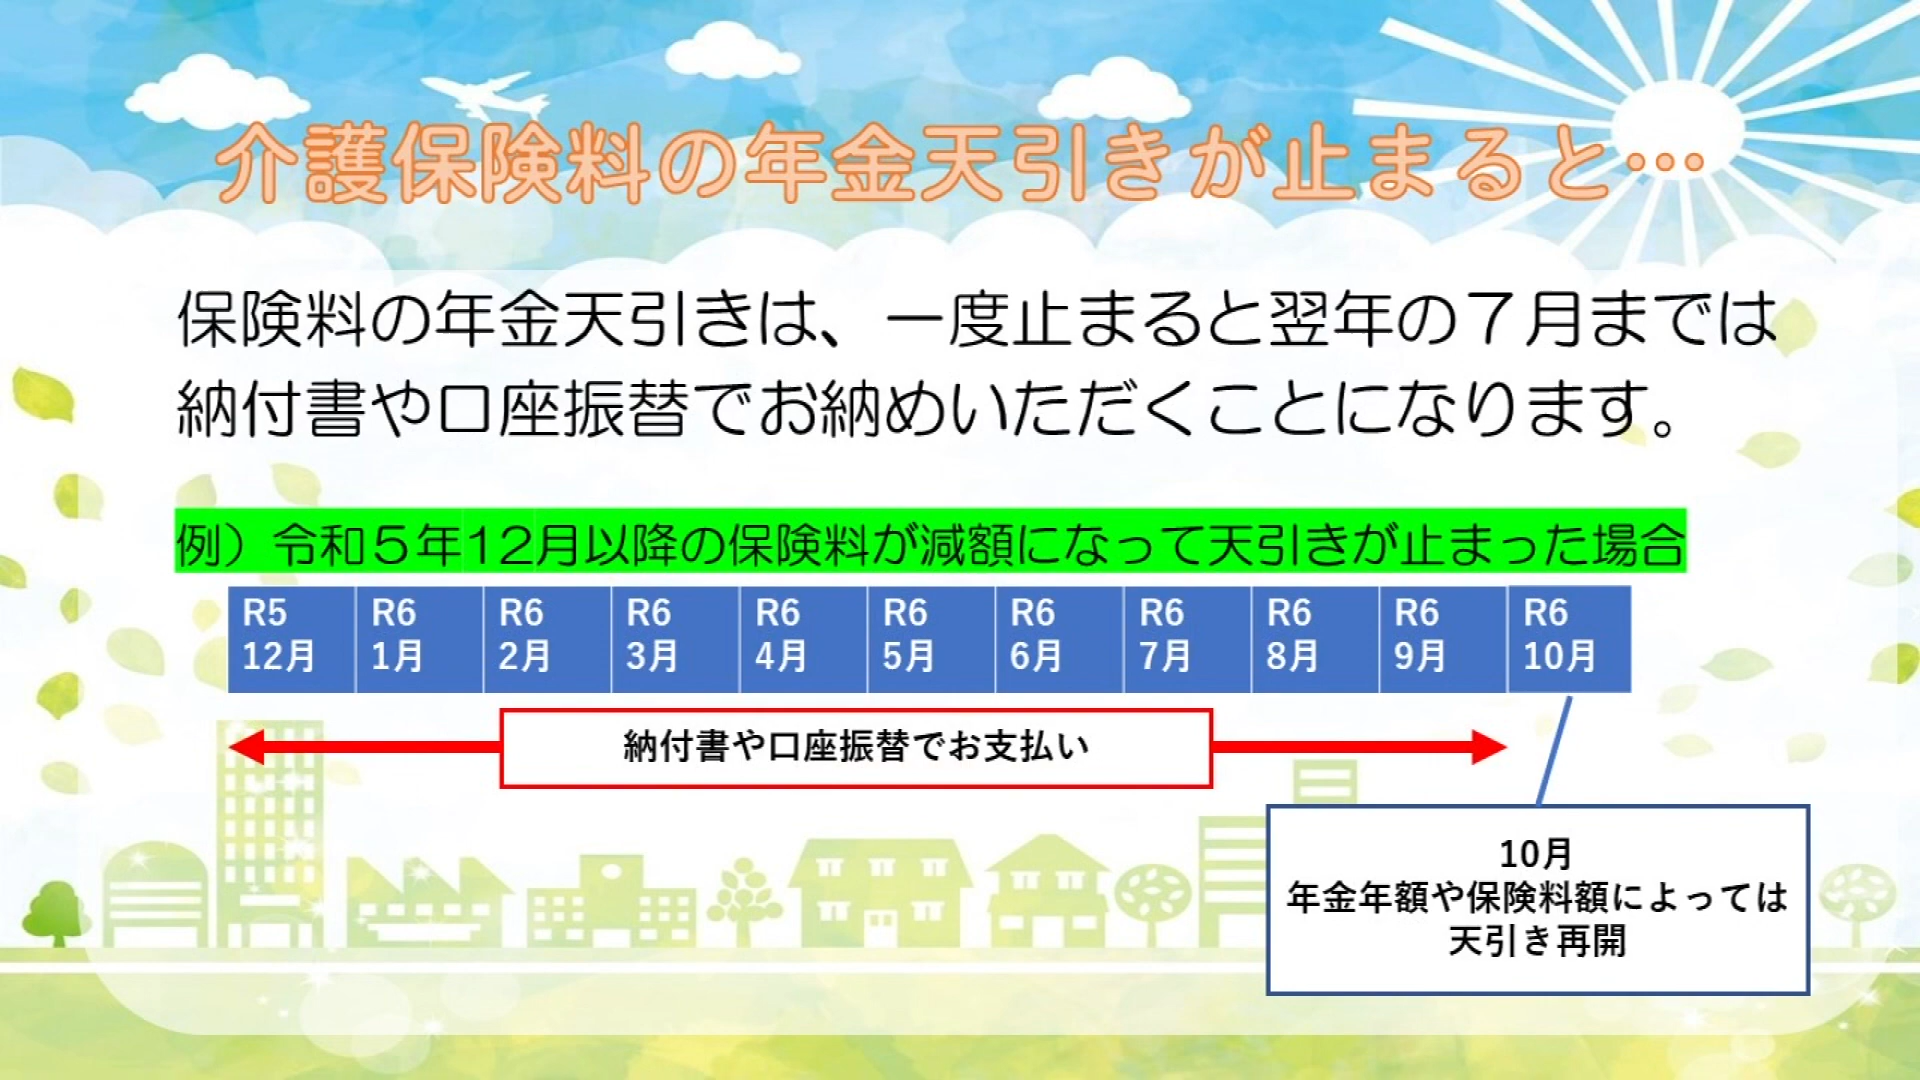 介護保険料の年金天引きが止まると…
保険料の年金天引きは、一度止まると翌年の７月までは
納付書や口座振替でお納めいただくことになります。
例）令和５年12月以降の保険料が減額になって天引きが止まった場合
R5 R6 R6 R6 R6 R6 R6 R6 R6 R6 R6
12月 1月 2月 3月 4月 5月 6月 7月 8月 9月 10月
納付書や口座振替でお支払い
10月
年金年額や保険料額によっては
天引き再開